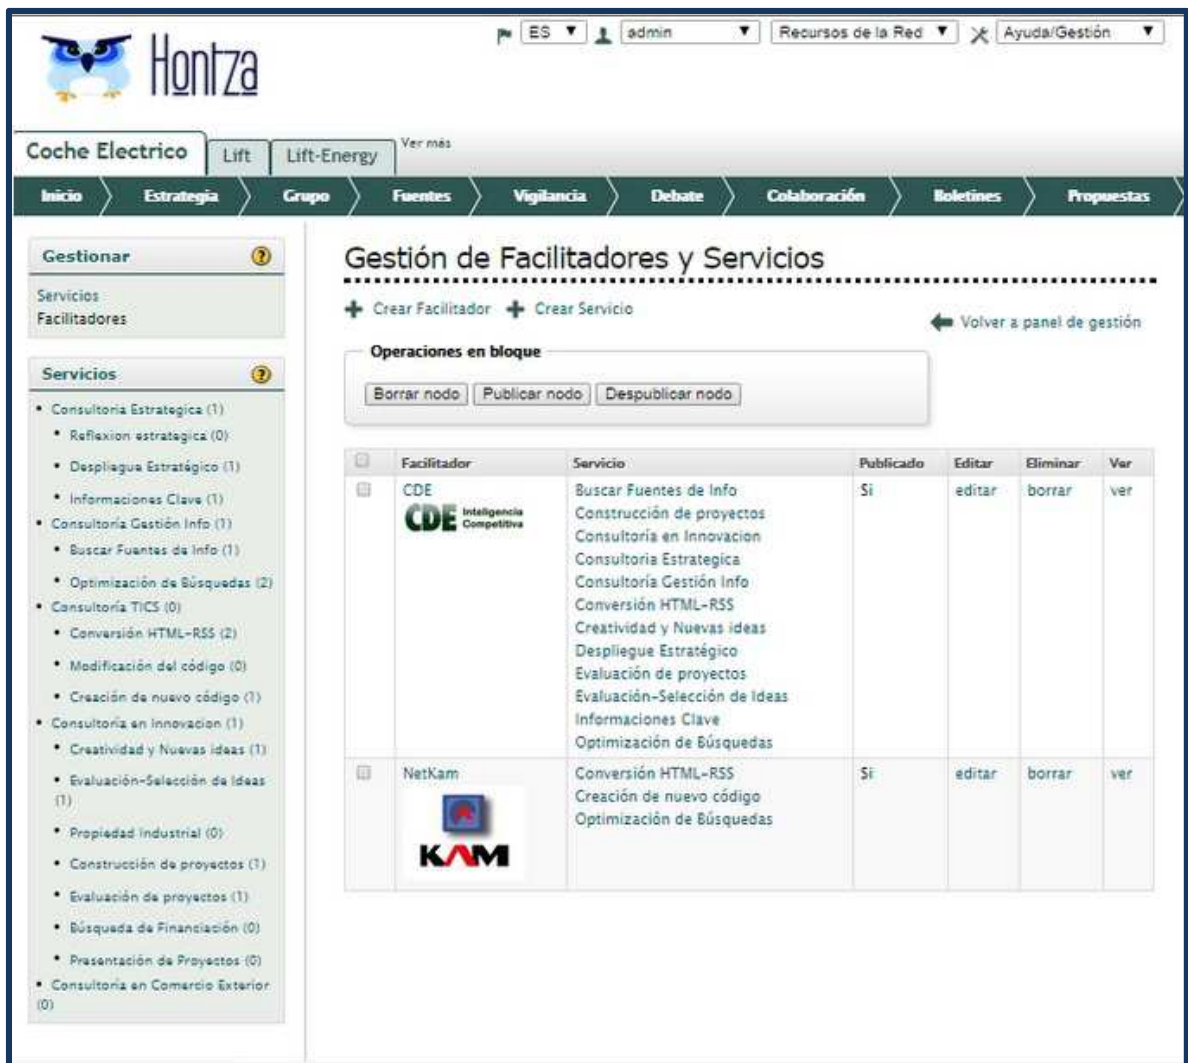 Hontza
ES
admin
Recursos de la Red
Ayuda/Gestión
Coche Electrico
Lift
Lift-Energy
Ver más
Inicio
Estrategia
Grupo
Fuentes
Vigilancia
Debate
Colaboración
Boletines
Propuestas
Gestionar
Servicios
Facilitadores
Servicios
Consultoria Estrategica (1)
Reflexion estrategica (0)
Despliegue Estratégico (1)
Informaciones Clave (1)
Consultoría Gestión Info (1)
Buscar Fuentes de Info (1)
Optimización de Búsquedas (2)
Consultoría TICS (0)
Conversión HTML-RSS (2)
Modificación del código (0)
Creación de nuevo código (1)
Consultoría en Innovacion (1)
Creatividad y Nuevas ideas (1)
Evaluación-Selección de Ideas
(1)
Propiedad Industrial (0)
Construcción de proyectos (1)
Evaluación de proyectos (1)
Búsqueda de Financiación (0)
Presentación de Proyectos (0)
Consultoría en Comercio Exterior
(0)
Gestión de Facilitadores y Servicios
Crear Facilitador
Crear Servicio
Volver a panel de gestión
Operaciones en bloque
Borrar nodo
Publicar nodo
Despublicar nodo
Facilitador Servicio Publicado Editar Eliminar Ver
CDE
CDE Inteligencia
Competitiva
Buscar Fuentes de Info
Construcción de proyectos
Consultoría en Innovacion
Consultoria Estrategica
Consultoría Gestión Info
Conversión HTML-RSS
Creatividad y Nuevas ideas
Despliegue Estratégico
Evaluación de proyectos
Evaluación-Selección de Ideas
Informaciones Clave
Optimización de Búsquedas
Si
editar
borrar
ver
NetKam
KAM
Conversión HTML-RSS
Creación de nuevo código
Optimización de Búsquedas
Si
editar
borrar
ver